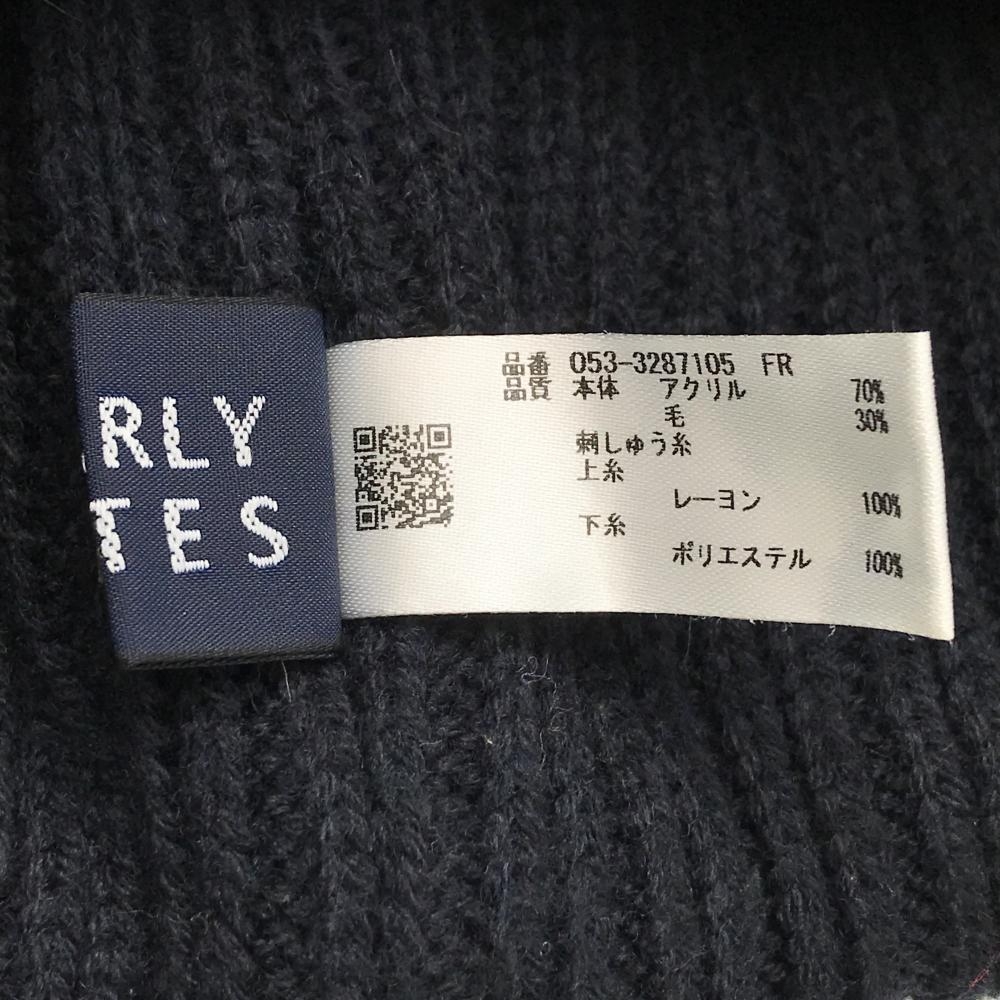 RLY
TES
品番 053-3287105 FR
品質 本体 アクリル 70%
毛 30%
刺しゅう糸
上糸
レーヨン 100%
下糸
ポリエステル 100%